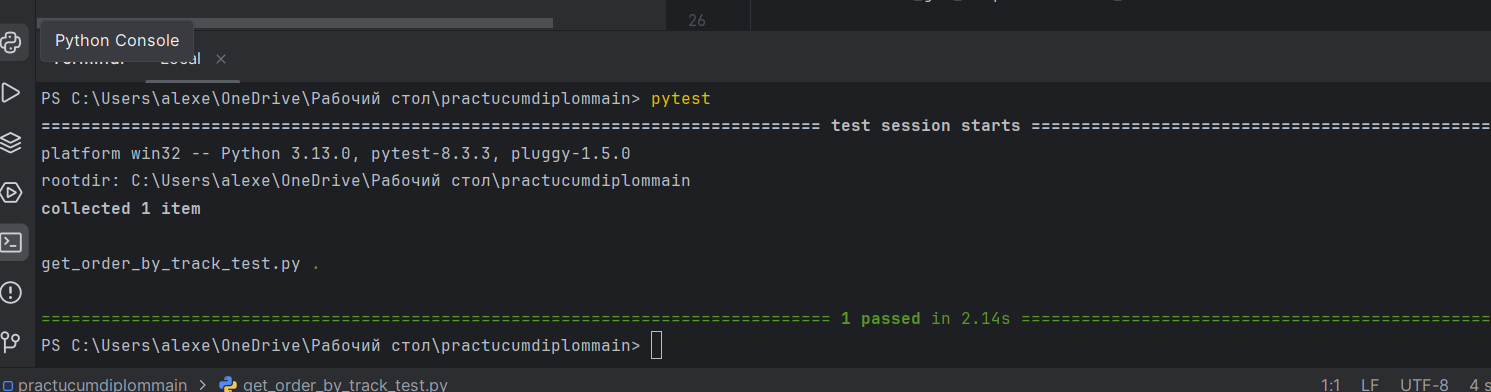 26
Python Console
Local ×
PS C:\Users\alexe\OneDrive\Рабочий стол\practucumdiplommain> pytest
============================================================================== test session starts ==============================================
platform win32 -- Python 3.13.0, pytest-8.3.3, pluggy-1.5.0
rootdir: C:\Users\alexe\OneDrive\Рабочий стол\practucumdiplommain
collected 1 item
get_order_by_track_test.py .
=============================================================================== 1 passed in 2.14s ===============================================
PS C:\Users\alexe\OneDrive\Рабочий стол\practucumdiplommain>
practucumdiplommain > get_order_by_track_test.py
1:1 LF UTF-8 4 s